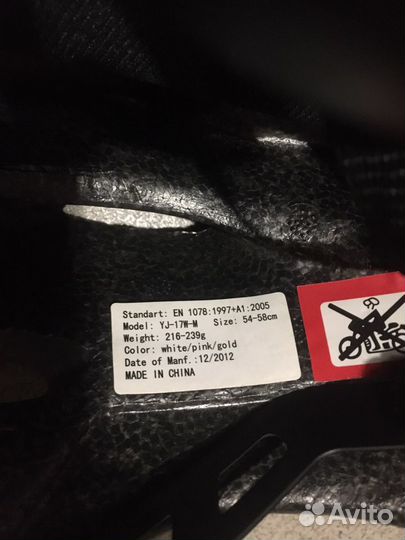 Standart: EN 1078:1997+A1:2005
Model: YJ-17W-M Size: 54-58cm
Weight: 216-239g
Color: white/pink/gold
Date of Manf.:12/2012
MADE IN CHINA
Avito